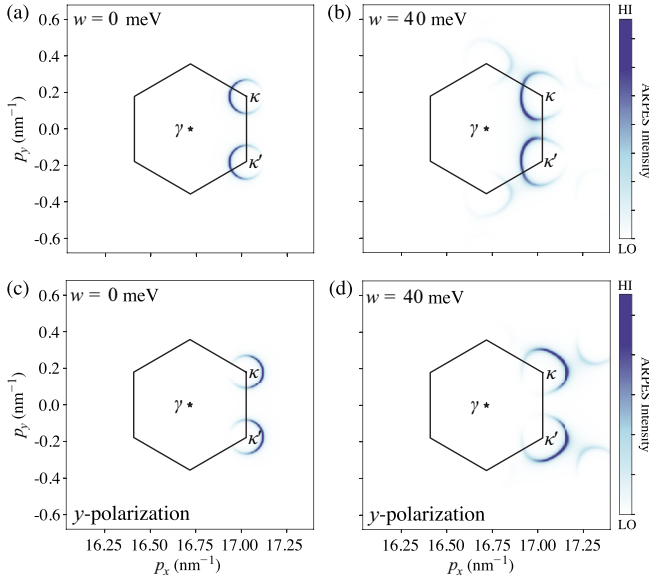 (a)
w = 0 meV
κ
γ
κ′
p_y (nm⁻¹)
0.6
0.4
0.2
0.0
-0.2
-0.4
-0.6
(b)
w = 40 meV
κ
γ
κ′
HI
ARPES Intensity
LO
(c)
w = 0 meV
κ
γ
κ′
y-polarization
p_y (nm⁻¹)
0.6
0.4
0.2
0.0
-0.2
-0.4
-0.6
16.25 16.50 16.75 17.00 17.25
p_x (nm⁻¹)
(d)
w = 40 meV
κ
γ
κ′
16.25 16.50 16.75 17.00 17.25
p_x (nm⁻¹)
HI
ARPES Intensity
LO